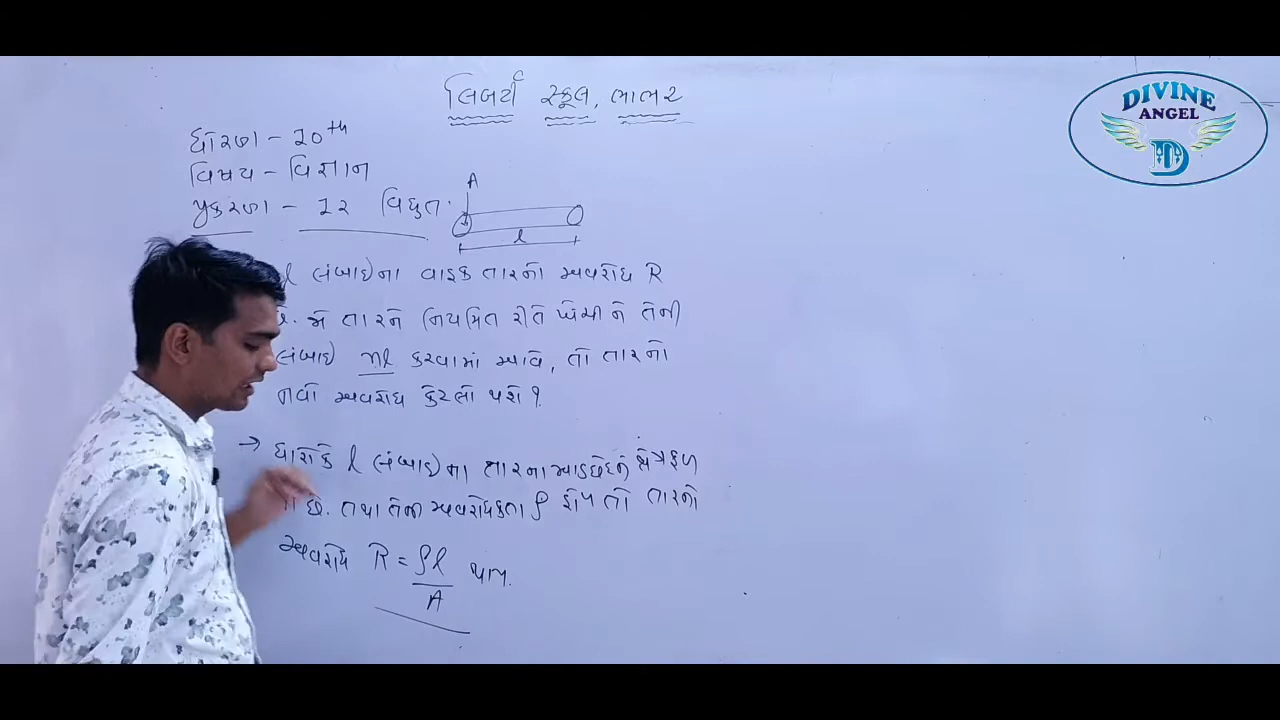 લિબર્ટી સ્કૂલ, ભાભર
DIVINE
ANGEL
D
ધોરણ - 10th
વિષય - વિજ્ઞાન
પ્રકરણ - 12 વિદ્યુત.
A
l
l લંબાઈના વાહક તારનો અવરોધ R
છે. જો તારને નિયમિત રીતે ખેંચીને તેની
લંબાઈ nl કરવામાં આવે, તો તારનો
નવો અવરોધ કેટલો થશે?
→ ધારોકે l લંબાઈના તારના આડછેદનું ક્ષેત્રફળ
છે. તથા તેની અવરોધકતા ρ હોય તો તારનો
અવરોધ R = ρl / A થાય.